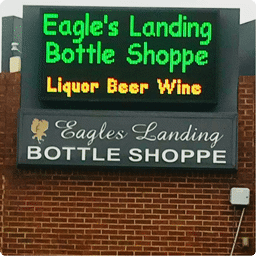 Eagle's Landing
Bottle Shoppe
Liquor Beer Wine
Eagles Landing
BOTTLE SHOPPE